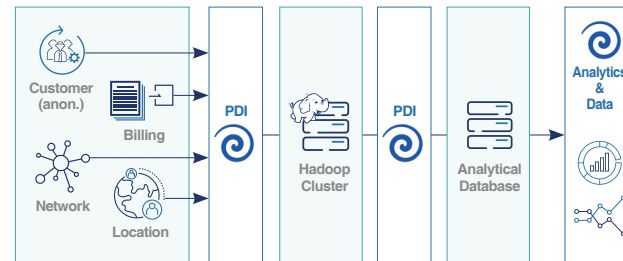 Customer
(anon.)
Billing
Network
Location
PDI
Hadoop
Cluster
PDI
Analytical
Database
Analytics
&
Data